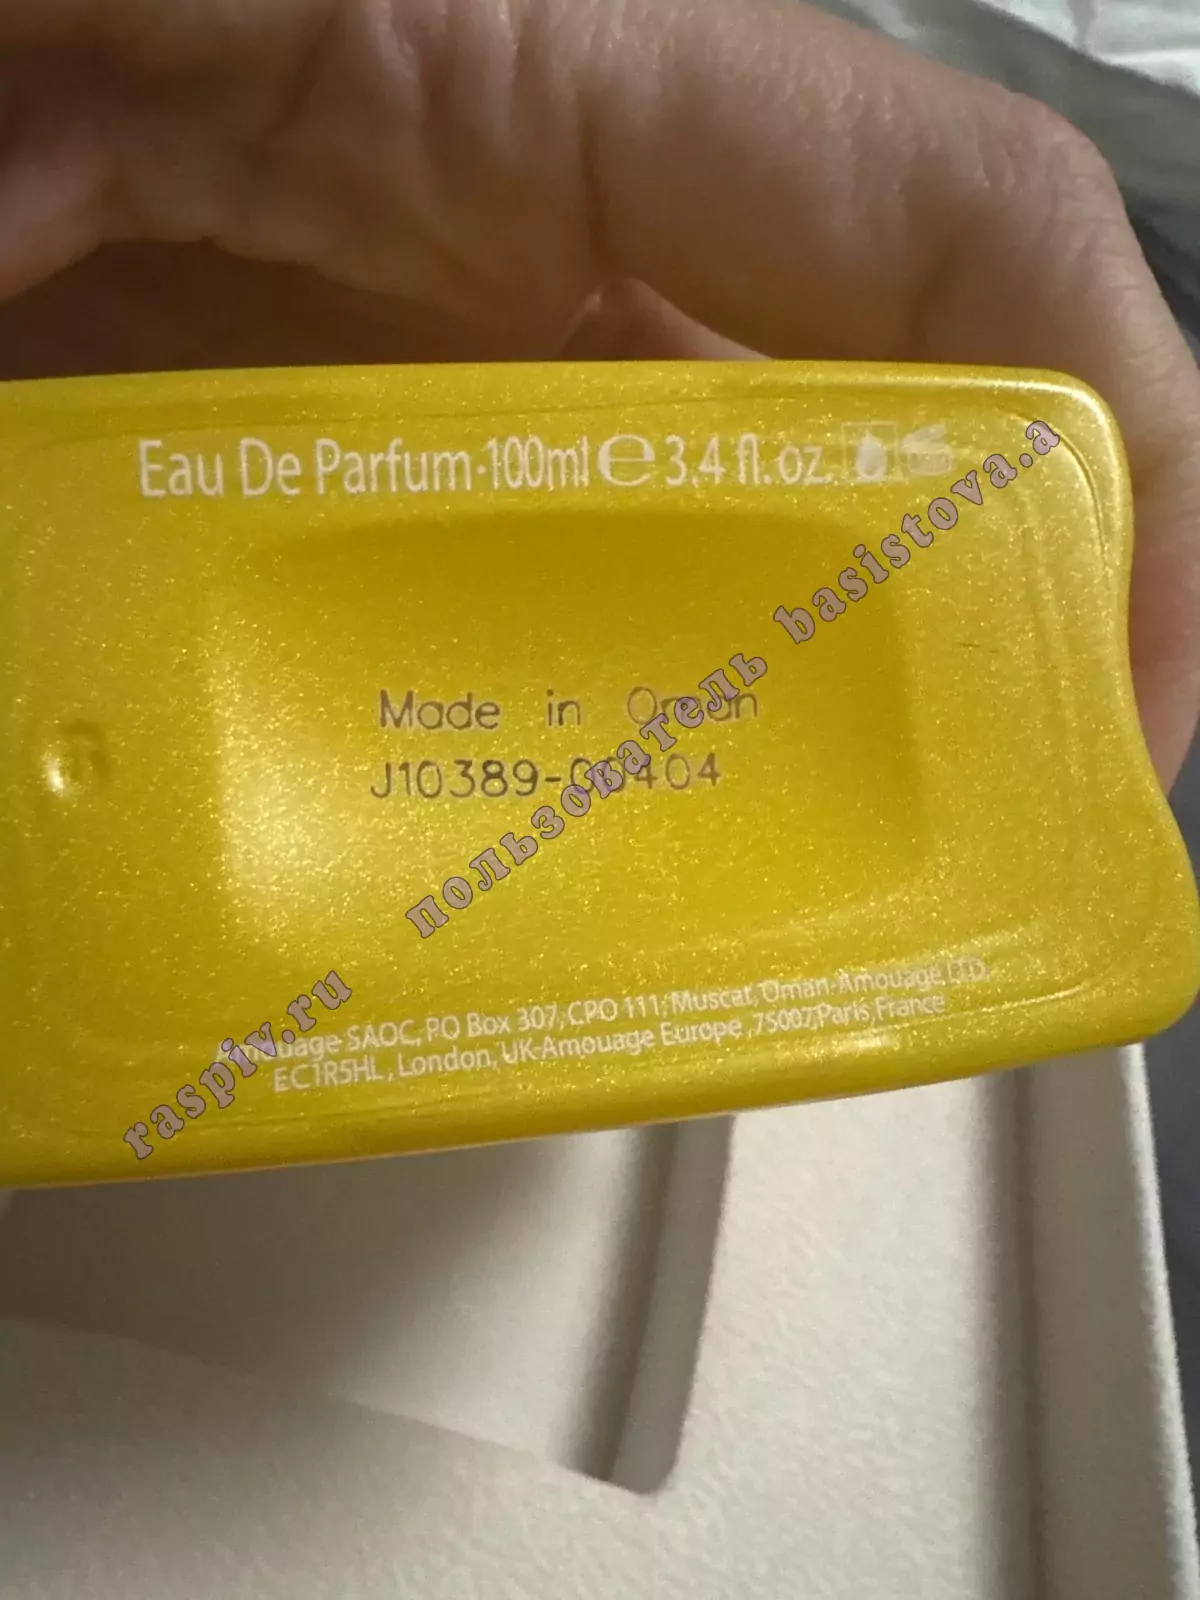 Eau De Parfum·100ml ℮ 3.4 fl.oz.
Made in Oman
J10389-00404
Amouage SAOC, PO Box 307, CPO 111, Muscat, Oman-Amouage LTD,
EC1R5HL, London, UK-Amouage Europe ,75007,Paris,France
raspiv.ru пользователь basistova.a